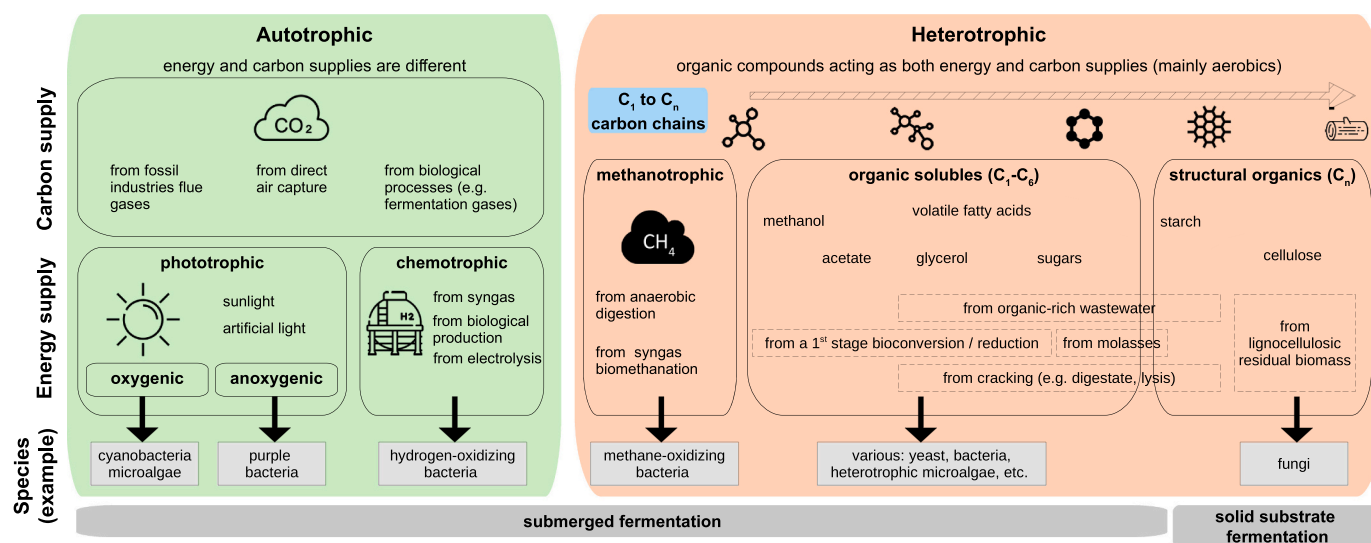 Autotrophic
energy and carbon supplies are different
Carbon supply
CO₂
from fossil
industries flue
gases
from direct
air capture
from biological
processes (e.g.
fermentation gases)
Energy supply
phototrophic
sunlight
artificial light
oxygenic
anoxygenic
chemotrophic
H2
from syngas
from biological
production
from electrolysis
Species
(example)
cyanobacteria
microalgae
purple
bacteria
hydrogen-oxidizing
bacteria
Heterotrophic
organic compounds acting as both energy and carbon supplies (mainly aerobics)
C₁ to Cₙ
carbon chains
methanotrophic
CH₄
from anaerobic
digestion
from syngas
biomethanation
organic solubles (C₁-C₆)
methanol
volatile fatty acids
acetate
glycerol
sugars
structural organics (Cₙ)
starch
cellulose
from organic-rich wastewater
from a 1ˢᵗ stage bioconversion / reduction
from molasses
from cracking (e.g. digestate, lysis)
from
lignocellulosic
residual biomass
methane-oxidizing
bacteria
various: yeast, bacteria,
heterotrophic microalgae, etc.
fungi
submerged fermentation
solid substrate
fermentation